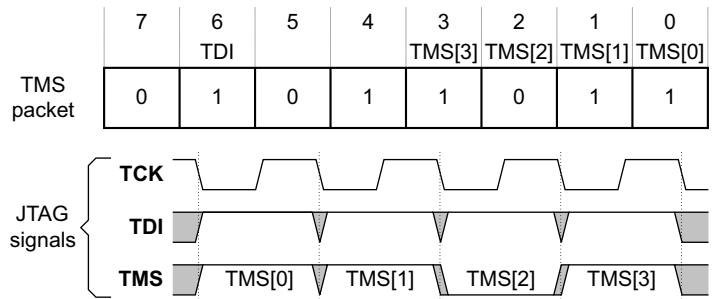 7 6 5 4 3 2 1 0
TDI TMS[3] TMS[2] TMS[1] TMS[0]
TMS packet 0 1 0 1 1 0 1 1
JTAG signals
TCK
TDI
TMS TMS[0] TMS[1] TMS[2] TMS[3]